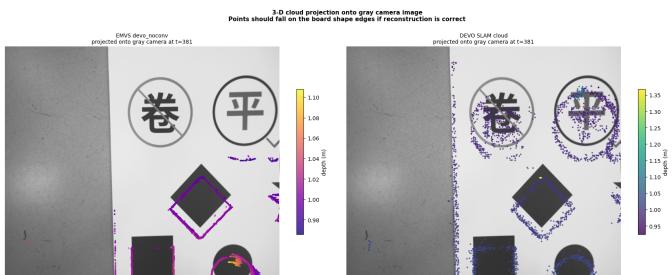 3-D cloud projection onto gray camera image
Points should fall on the board shape edges if reconstruction is correct
EMVS devo_noconv
projected onto gray camera at t=381
卷
平
1.10
1.08
1.06
1.04
1.02
1.00
0.98
depth (m)
DEVO SLAM cloud
projected onto gray camera at t=381
卷
平
1.35
1.30
1.25
1.20
1.15
1.10
1.05
1.00
0.95
depth (m)